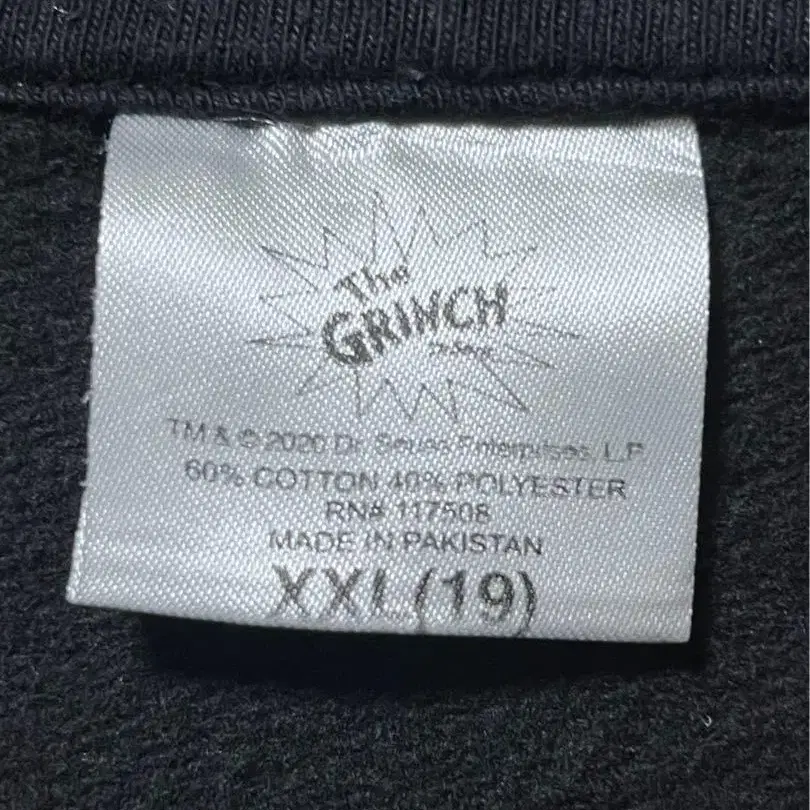 The
GRINCH
TM & © 2020 Dr. Seuss Enterprises, L.P.
60% COTTON 40% POLYESTER
RN# 117508
MADE IN PAKISTAN
XXL(19)